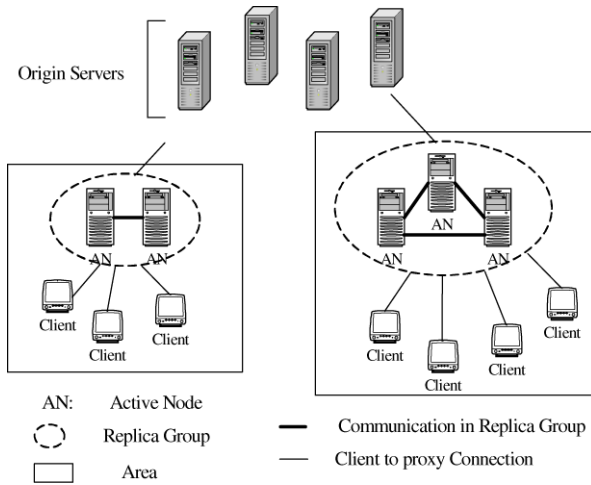 Origin Servers
AN
AN
AN
AN
AN
Client
Client
Client
Client
Client
Client
Client
AN: Active Node
Replica Group
Area
Communication in Replica Group
Client to proxy Connection